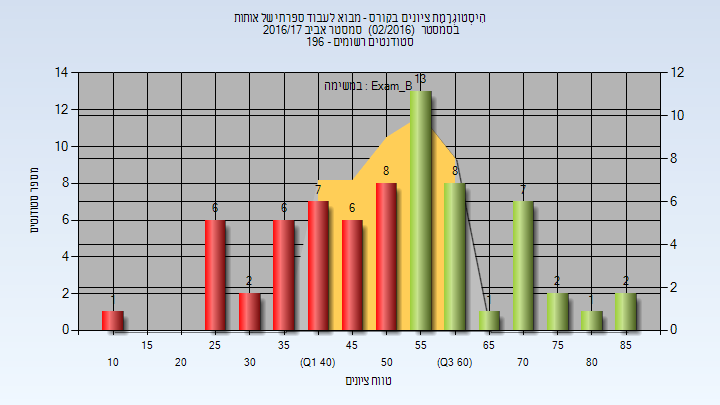 היסטוגרמת ציונים בקורס - מבוא לעבוד ספרתי של אותות
בסמסטר (02/2016) סמסטר אביב 2016/17
סטודנטים רשומים - 196
במשימה : Exam_B
14 12 10 8 6 4 2 0
מספר סטודנטים
12 10 8 6 4 2 0
1 6 2 6 7 6 8 13 8 1 7 2 1 2
15 25 35 45 55 65 75 85
10 20 30 (Q1 40) 50 (Q3 60) 70 80
טווח ציונים